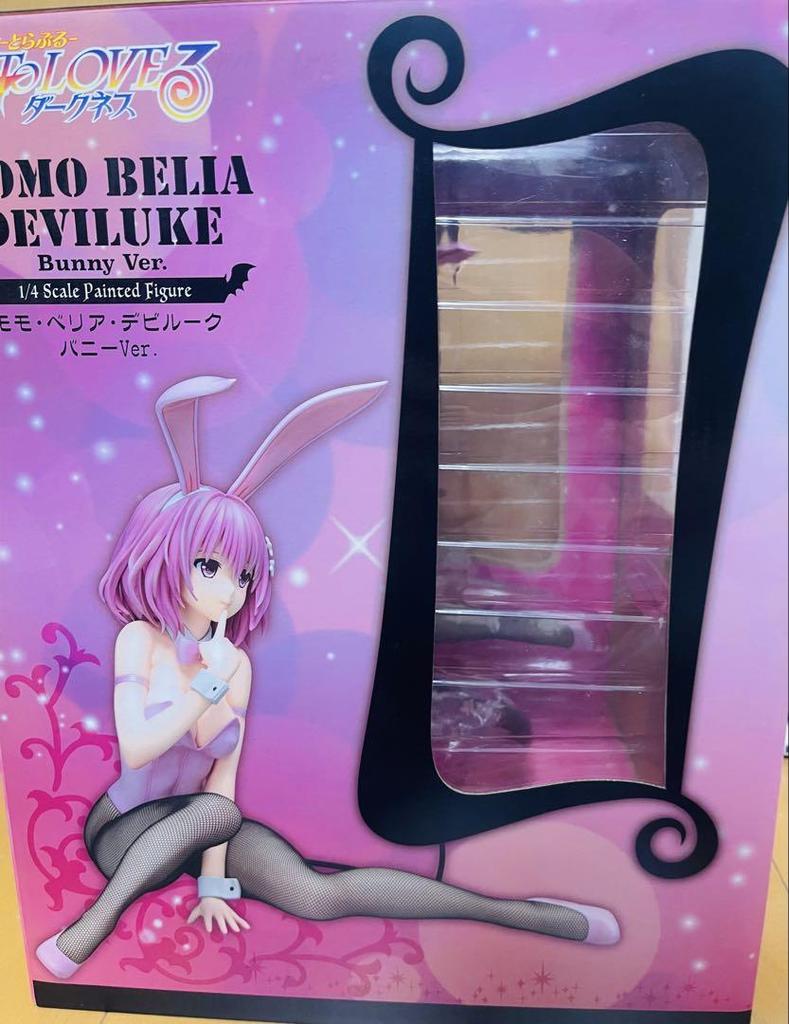 -とらぶる-
To LOVEる
ダークネス
OMO BELIA
DEVILUKE
Bunny Ver.
1/4 Scale Painted Figure
モモ・ベリア・デビルーク
バニーVer.